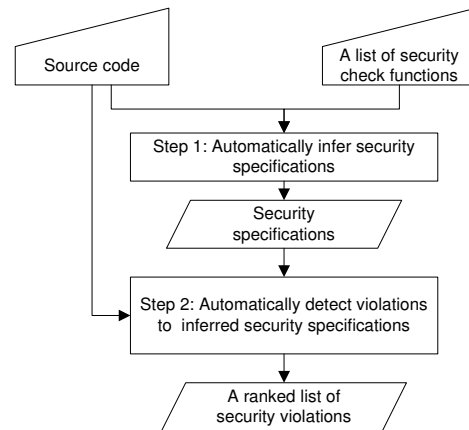 Source code
A list of security
check functions
Step 1: Automatically infer security
specifications
Security
specifications
Step 2: Automatically detect violations
to inferred security specifications
A ranked list of
security violations